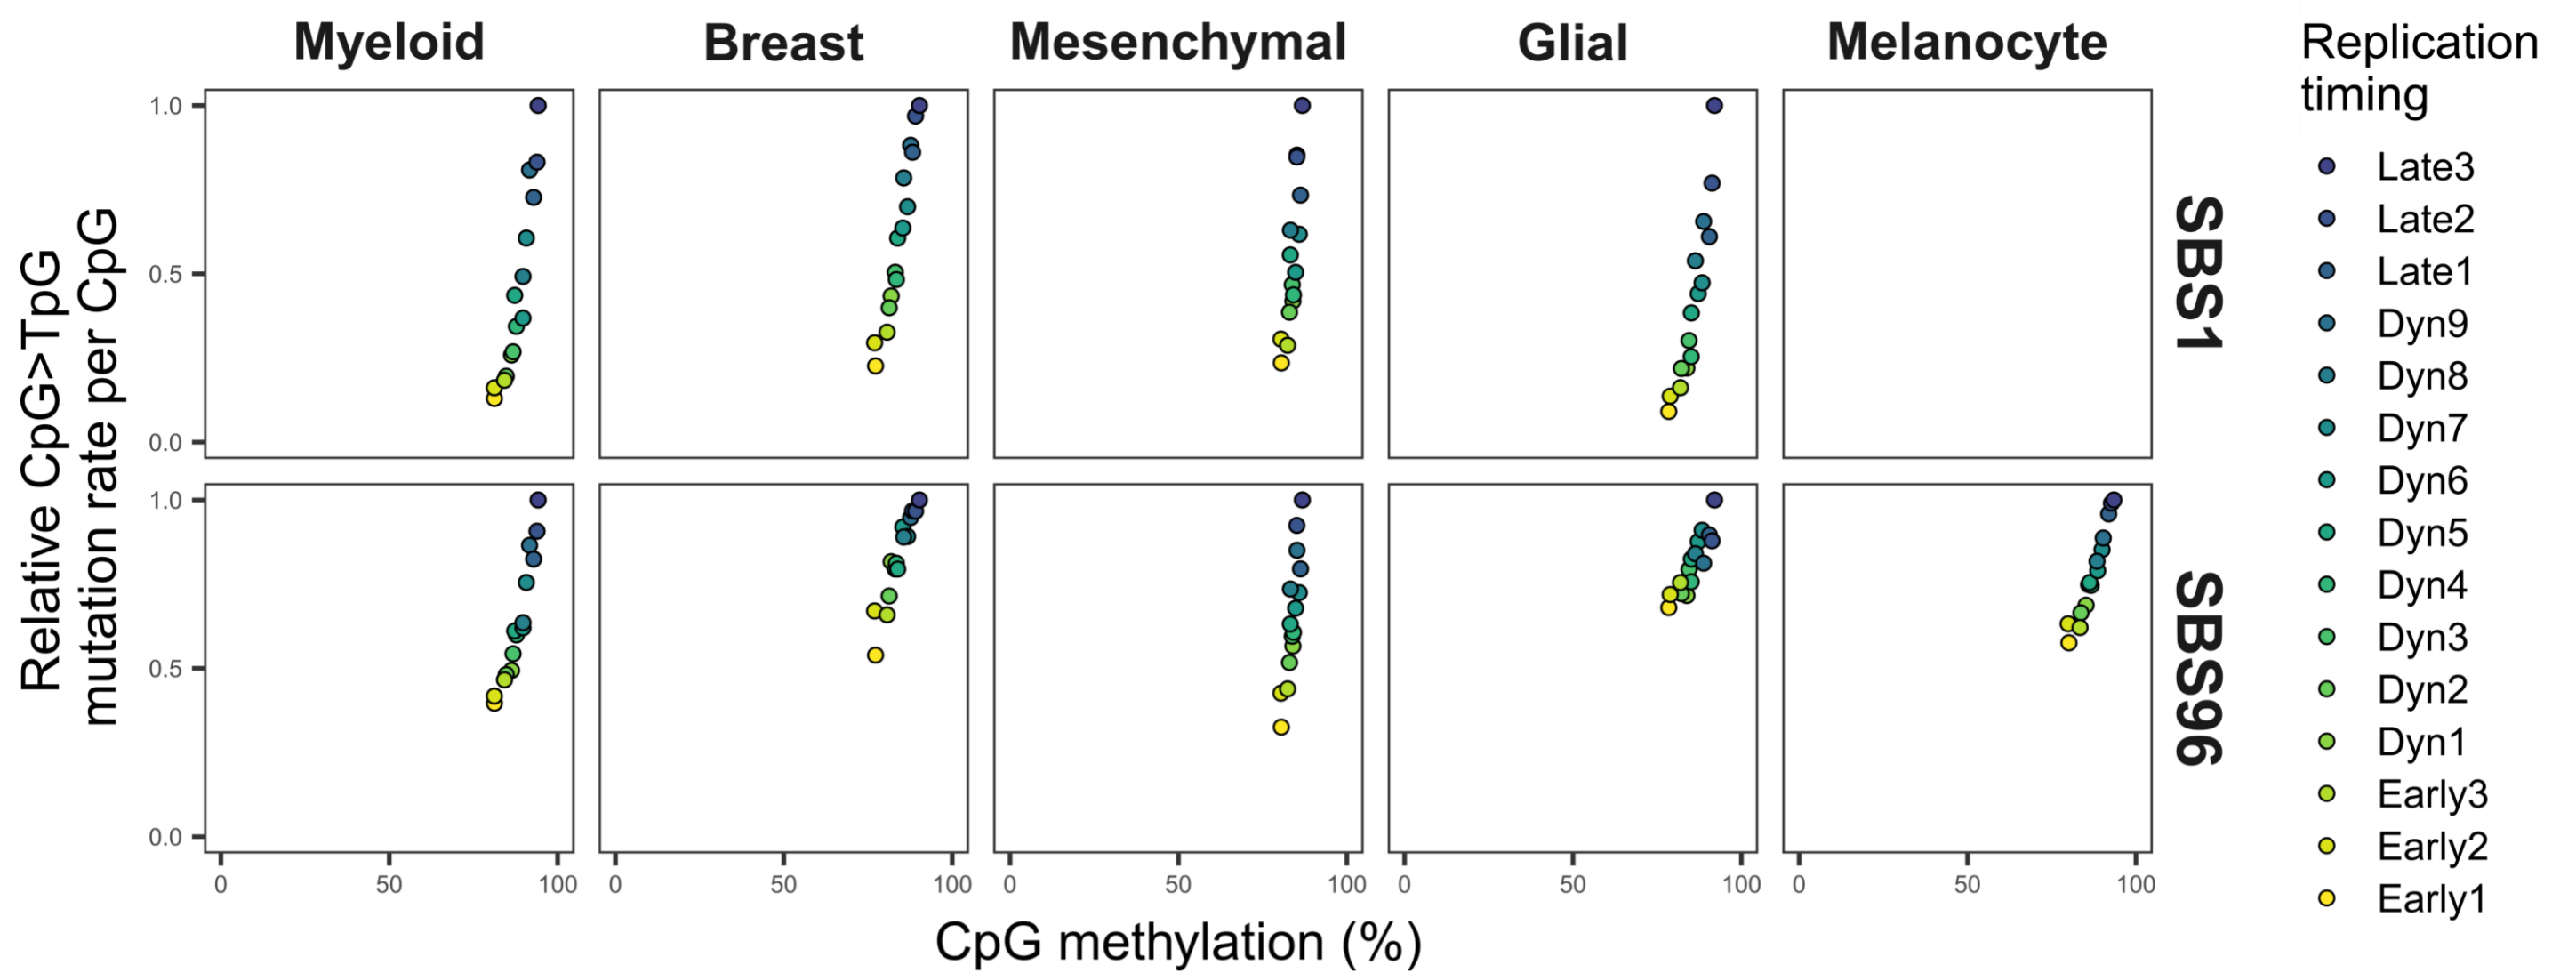 Myeloid
Breast
Mesenchymal
Glial
Melanocyte
Relative CpG>TpG
mutation rate per CpG
1.0
0.5
0.0
SBS1
1.0
0.5
0.0
SBS96
0
50
100
0
50
100
0
50
100
0
50
100
0
50
100
CpG methylation (%)
Replication
timing
Late3
Late2
Late1
Dyn9
Dyn8
Dyn7
Dyn6
Dyn5
Dyn4
Dyn3
Dyn2
Dyn1
Early3
Early2
Early1